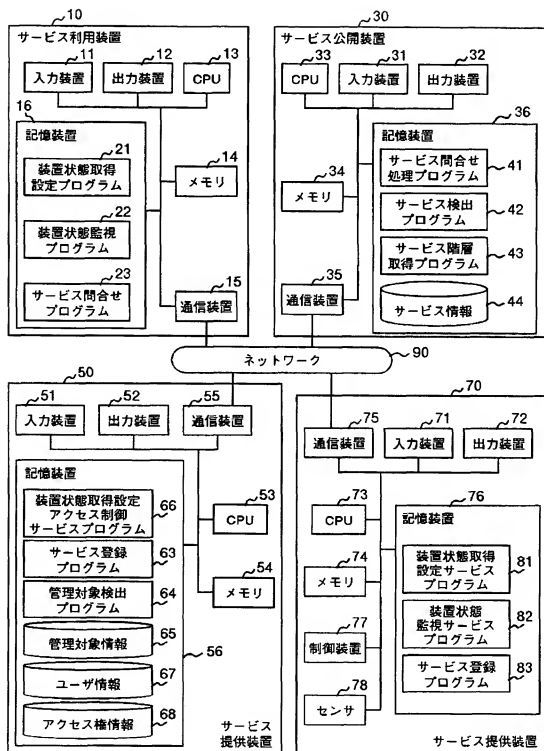 10
サービス利用装置
11
12
13
入力装置
出力装置
CPU
16
記憶装置
21
装置状態取得
設定プログラム
22
装置状態監視
プログラム
23
サービス問合せ
プログラム
14
メモリ
15
通信装置
30
サービス公開装置
33
31
32
CPU
入力装置
出力装置
36
記憶装置
サービス問合せ
処理プログラム
41
サービス検出
プログラム
42
サービス階層
取得プログラム
43
サービス情報
44
34
メモリ
35
通信装置
ネットワーク
90
50
51
52
55
入力装置
出力装置
通信装置
記憶装置
装置状態取得設定
アクセス制御
サービスプログラム
66
サービス登録
プログラム
63
管理対象検出
プログラム
64
管理対象情報
65
ユーザ情報
67
アクセス権情報
68
56
53
CPU
54
メモリ
サービス
提供装置
70
75
71
72
通信装置
入力装置
出力装置
73
CPU
74
メモリ
77
制御装置
78
センサ
76
記憶装置
装置状態取得
設定サービス
プログラム
81
装置状態
監視サービス
プログラム
82
サービス登録
プログラム
83
サービス提供装置